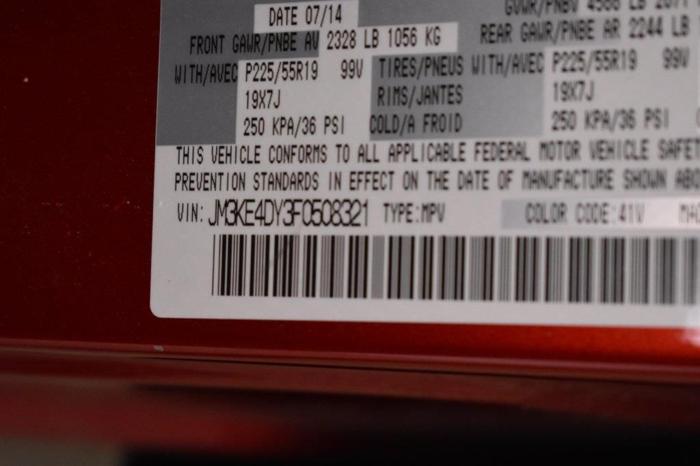 DATE 07/14
GVWR/PNBV 4566 LB
FRONT GAWR/PNBE AV 2328 LB 1056 KG REAR GAWR/PNBE AR 2244 LB
WITH/AVEC P225/55R19 99V TIRES/PNEUS WITH/AVEC P225/55R19 99V
19X7J RIMS/JANTES 19X7J
250 KPA/36 PSI COLD/A FROID 250 KPA/36 PSI
THIS VEHICLE CONFORMS TO ALL APPLICABLE FEDERAL MOTOR VEHICLE SAFET
PREVENTION STANDARDS IN EFFECT ON THE DATE OF MANUFACTURE SHOWN ABO
VIN: JM3KE4DY3F0508321 TYPE:MPV COLOR CODE:41V